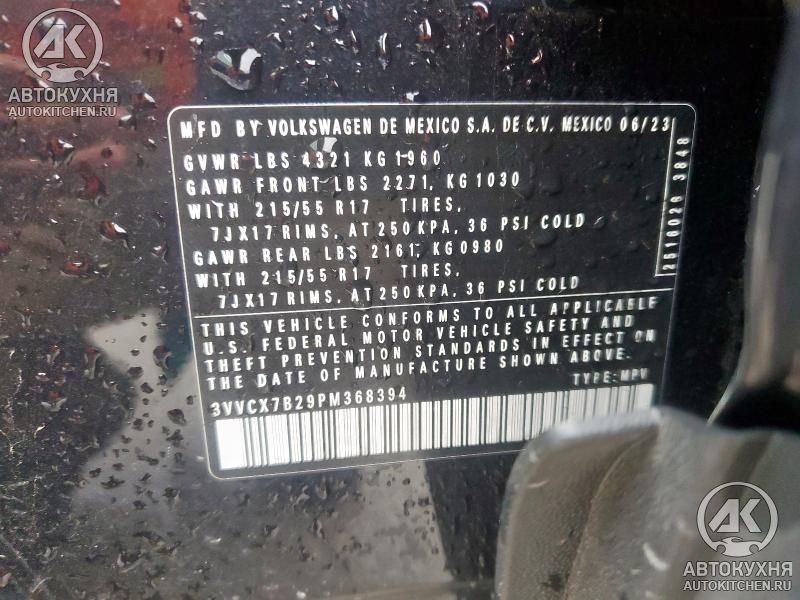 АК
АВТОКУХНЯ
AUTOKITCHEN.RU
MFD BY VOLKSWAGEN DE MEXICO S.A. DE C.V. MEXICO 06/23
GVWR LBS 4321 KG 1960
GAWR FRONT LBS 2271, KG 1030
WITH 215/55 R17 TIRES,
7JX17 RIMS, AT 250 KPA, 36 PSI COLD
GAWR REAR LBS 2161, KG 0980
WITH 215/55 R17 TIRES,
7JX17 RIMS, AT 250 KPA, 36 PSI COLD
2516028 3848
THIS VEHICLE CONFORMS TO ALL APPLICABLE
U.S. FEDERAL MOTOR VEHICLE SAFETY AND
THEFT PREVENTION STANDARDS IN EFFECT ON
THE DATE OF MANUFACTURE SHOWN ABOVE.
3VVCX7B29PM368394 TYPE: MPV
АК
АВТОКУХНЯ
AUTOKITCHEN.RU